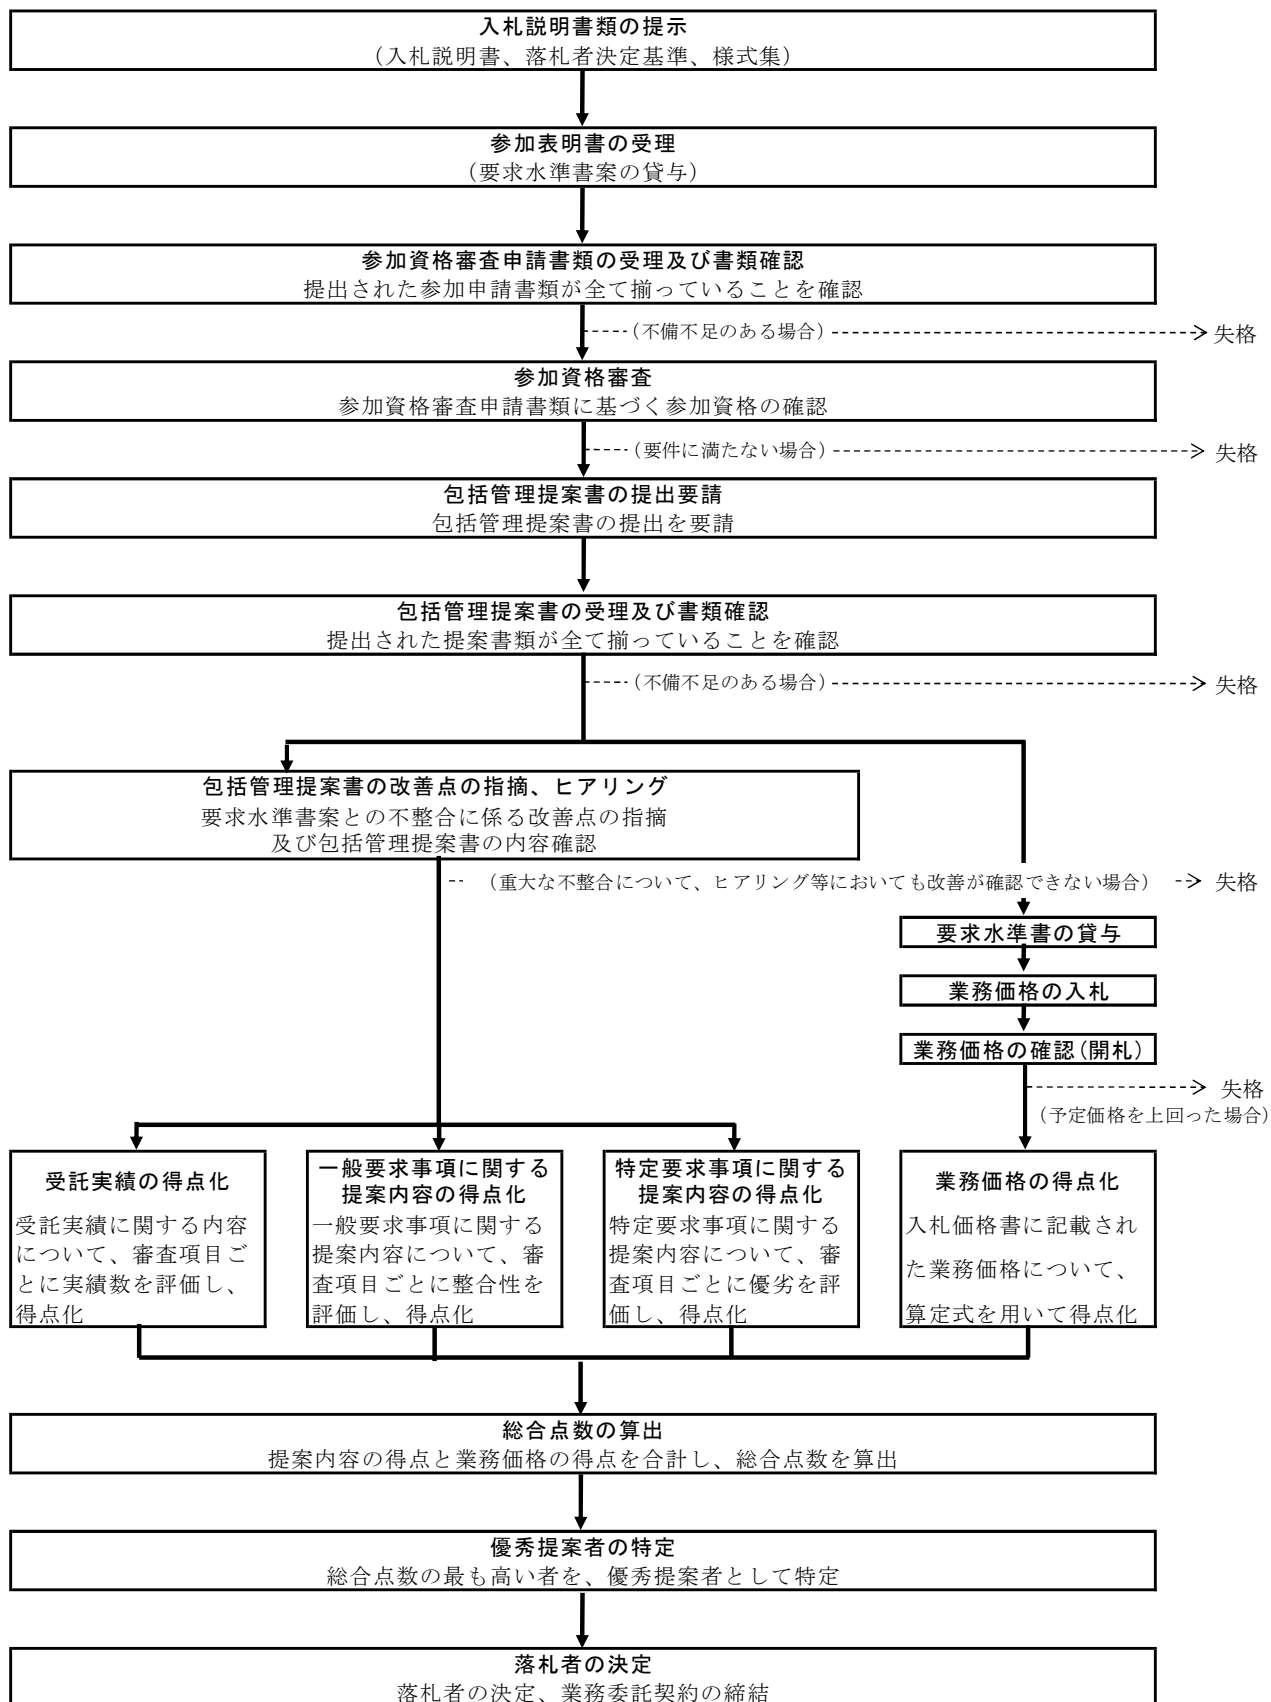 入札説明書類の提示
（入札説明書、落札者決定基準、様式集）
参加表明書の受理
（要求水準書案の貸与）
参加資格審査申請書類の受理及び書類確認
提出された参加申請書類が全て揃っていることを確認
（不備不足のある場合）
失格
参加資格審査
参加資格審査申請書類に基づく参加資格の確認
（要件に満たない場合）
失格
包括管理提案書の提出要請
包括管理提案書の提出を要請
包括管理提案書の受理及び書類確認
提出された提案書類が全て揃っていることを確認
（不備不足のある場合）
失格
包括管理提案書の改善点の指摘、ヒアリング
要求水準書案との不整合に係る改善点の指摘
及び包括管理提案書の内容確認
（重大な不整合について、ヒアリング等においても改善が確認できない場合）
失格
要求水準書の貸与
業務価格の入札
業務価格の確認（開札）
失格
（予定価格を上回った場合）
受託実績の得点化
受託実績に関する内容
について、審査項目ご
とに実績数を評価し、
得点化
一般要求事項に関する
提案内容の得点化
一般要求事項に関する
提案内容について、審
査項目ごとに整合性を
評価し、得点化
特定要求事項に関する
提案内容の得点化
特定要求事項に関する
提案内容について、審
査項目ごとに優劣を評
価し、得点化
業務価格の得点化
入札価格書に記載され
た業務価格について、
算定式を用いて得点化
総合点数の算出
提案内容の得点と業務価格の得点を合計し、総合点数を算出
優秀提案者の特定
総合点数の最も高い者を、優秀提案者として特定
落札者の決定
落札者の決定、業務委託契約の締結